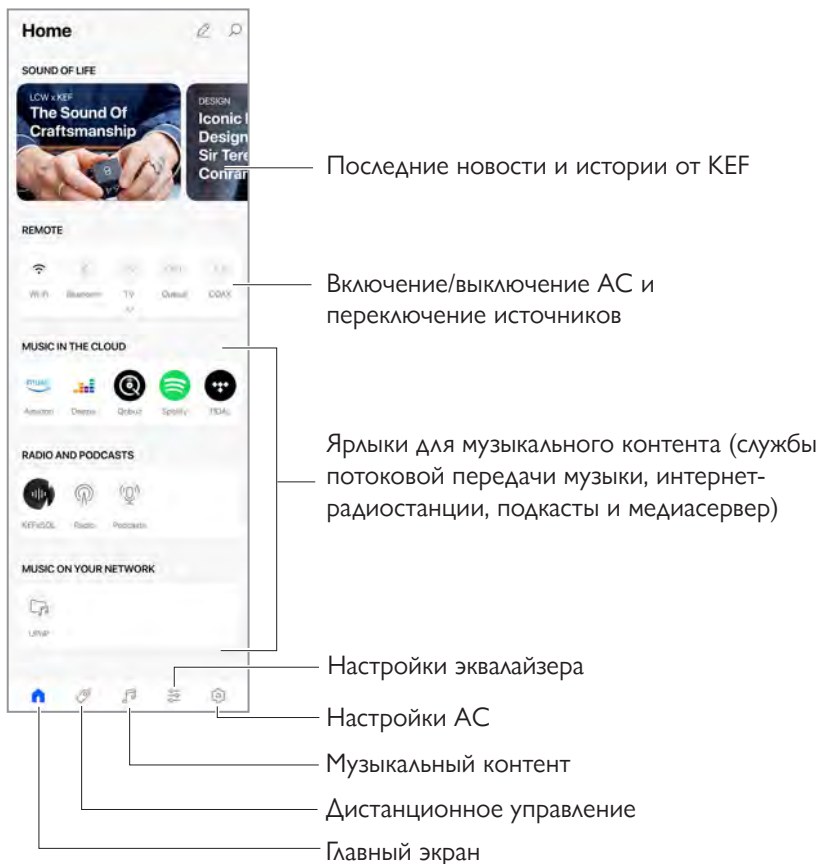 Home
SOUND OF LIFE
LCW x KEF
The Sound Of
Craftsmanship
DESIGN
Iconic
Design
Sir Tere
Conran
Последние новости и истории от KEF
REMOTE
Wi-Fi Bluetooth TV Optical COAX
Включение/выключение АС и
переключение источников
MUSIC IN THE CLOUD
music
Amazon Deezer Qobuz Spotify TIDAL
Ярлыки для музыкального контента (службы
потоковой передачи музыки, интернет-
радиостанции, подкасты и медиасервер)
RADIO AND PODCASTS
KEFxSOL Radio Podcasts
MUSIC ON YOUR NETWORK
UPnP
Настройки эквалайзера
Настройки АС
Музыкальный контент
Дистанционное управление
Главный экран